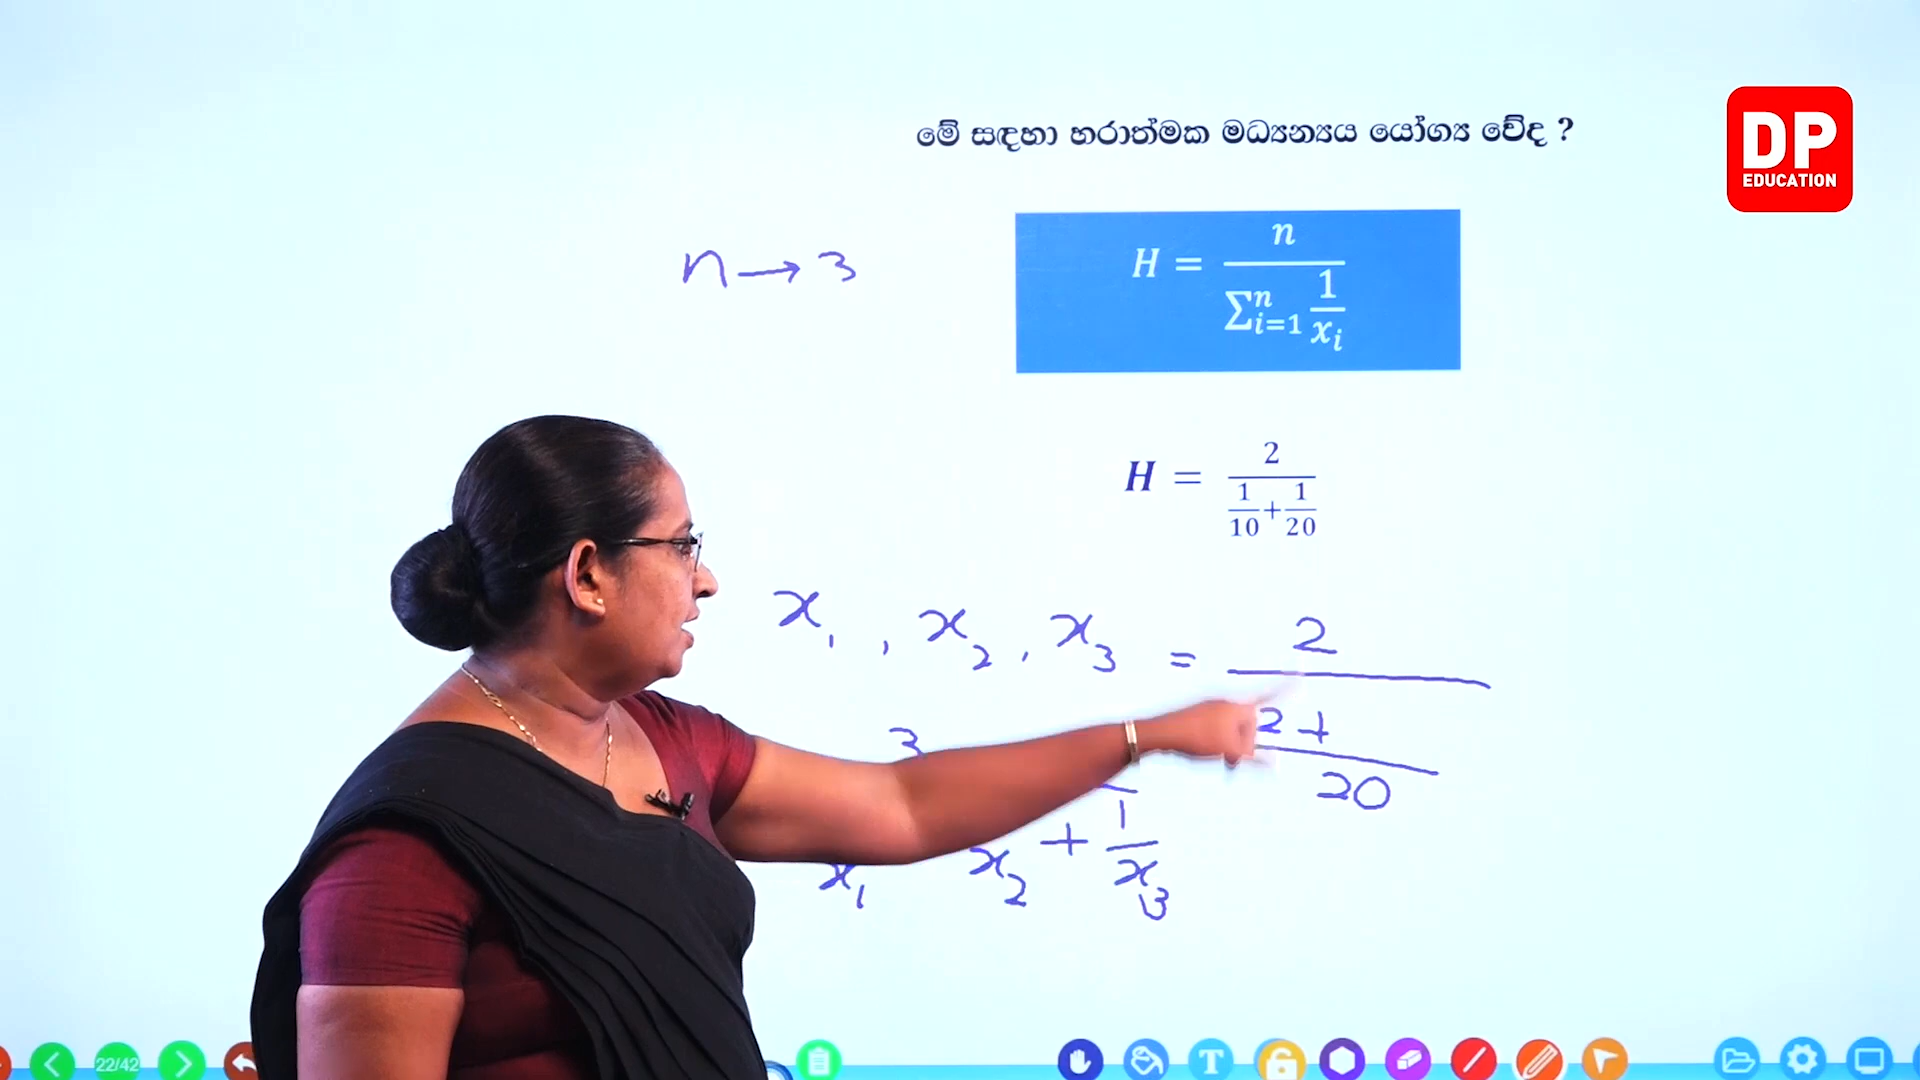 මේ සඳහා හරාත්මක මධ්‍යන්‍යය යෝග්‍ය වේද ?
DP
EDUCATION
n → 3
H = n / ∑ⁿᵢ₌₁ 1/xᵢ
H = 2 / (1/10 + 1/20)
x₁ , x₂ , x₃ = 2
2 +
20
3
1
x₁ x₂ + x₃
22/42
T